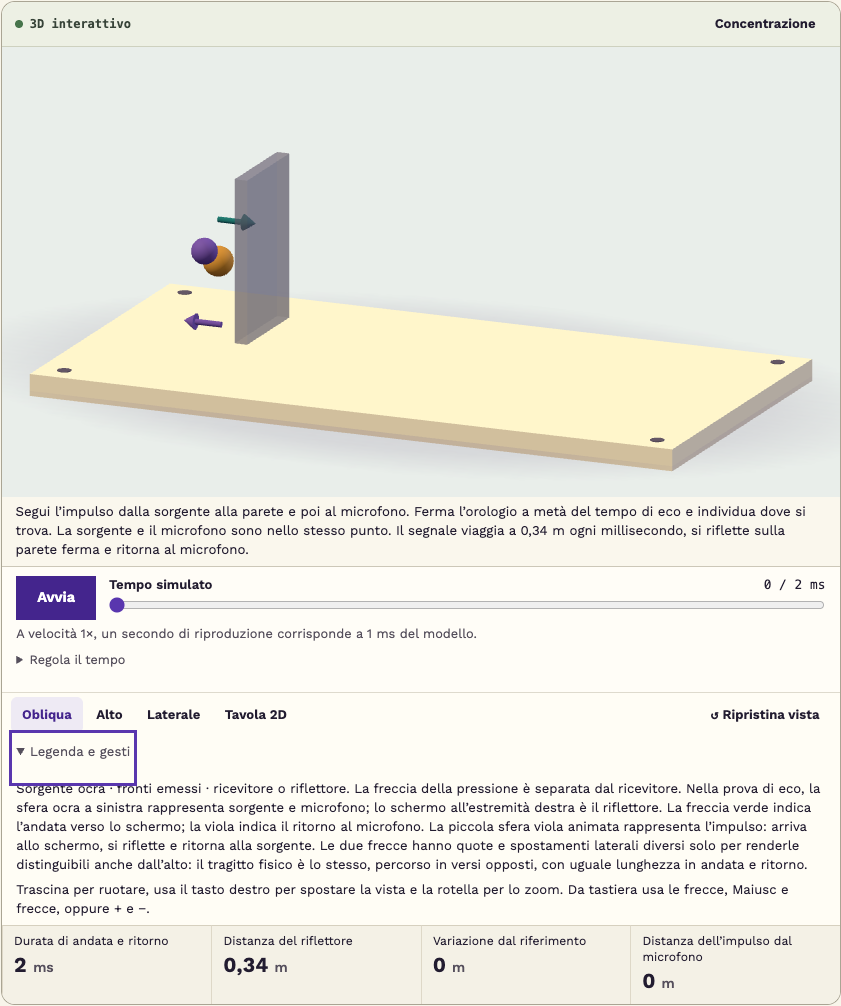 3D interattivo
Concentrazione
Segui l’impulso dalla sorgente alla parete e poi al microfono. Ferma l’orologio a metà del tempo di eco e individua dove si
trova. La sorgente e il microfono sono nello stesso punto. Il segnale viaggia a 0,34 m ogni millisecondo, si riflette sulla
parete ferma e ritorna al microfono.
Avvia
Tempo simulato
0 / 2 ms
A velocità 1×, un secondo di riproduzione corrisponde a 1 ms del modello.
▶ Regola il tempo
Obliqua
Alto
Laterale
Tavola 2D
↺ Ripristina vista
▼ Legenda e gesti
Sorgente ocra · fronti emessi · ricevitore o riflettore. La freccia della pressione è separata dal ricevitore. Nella prova di eco, la
sfera ocra a sinistra rappresenta sorgente e microfono; lo schermo all’estremità destra è il riflettore. La freccia verde indica
l’andata verso lo schermo; la viola indica il ritorno al microfono. La piccola sfera viola animata rappresenta l’impulso: arriva
allo schermo, si riflette e ritorna alla sorgente. Le due frecce hanno quote e spostamenti laterali diversi solo per renderle
distinguibili anche dall’alto: il tragitto fisico è lo stesso, percorso in versi opposti, con uguale lunghezza in andata e ritorno.
Trascina per ruotare, usa il tasto destro per spostare la vista e la rotella per lo zoom. Da tastiera usa le frecce, Maiusc e
frecce, oppure + e −.
Durata di andata e ritorno
2 ms
Distanza del riflettore
0,34 m
Variazione dal riferimento
0 m
Distanza dell’impulso dal
microfono
0 m